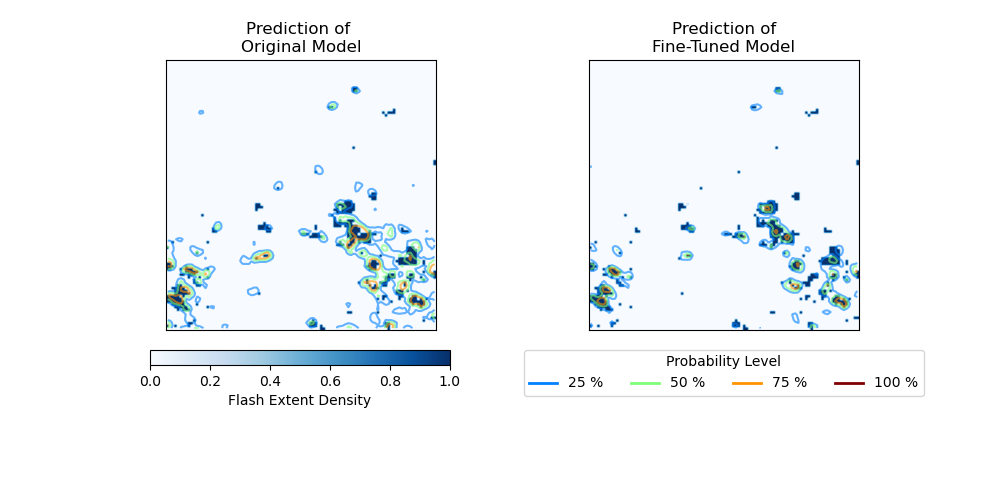 Prediction of
Original Model
Prediction of
Fine-Tuned Model
0.0 0.2 0.4 0.6 0.8 1.0
Flash Extent Density
Probability Level
25 % 50 % 75 % 100 %